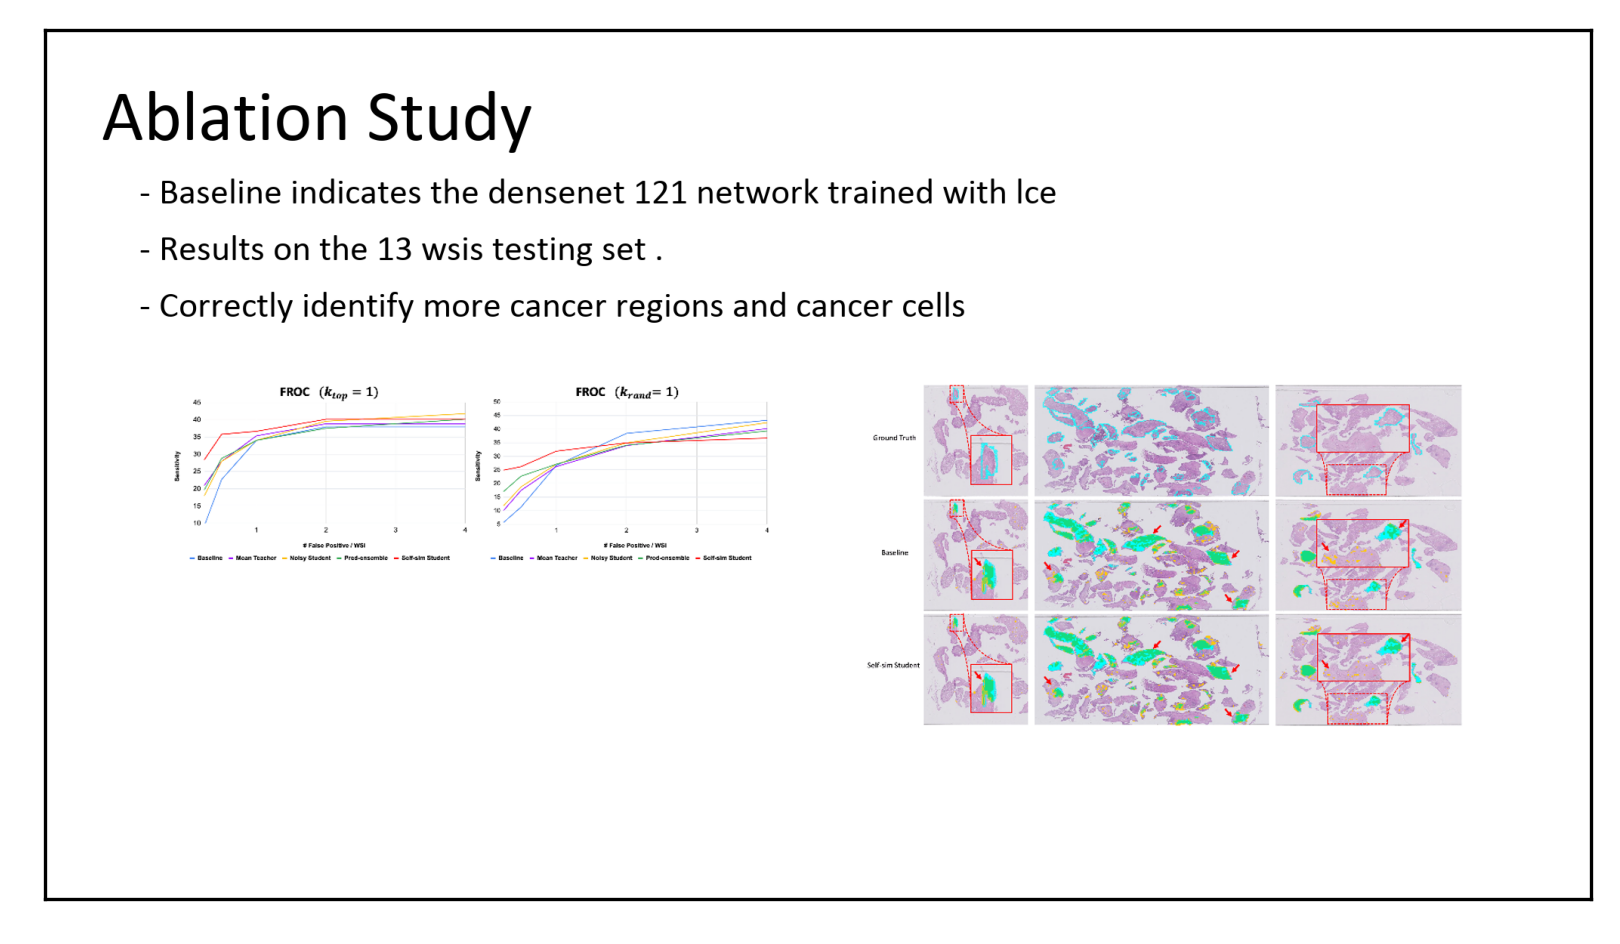 Ablation Study
- Baseline indicates the densenet 121 network trained with lce
- Results on the 13 wsis testing set .
- Correctly identify more cancer regions and cancer cells
FROC (k_top = 1)
45
40
35
30
25
20
15
10
Sensitivity
1 2 3 4
# False Positive / WSI
Baseline Mean Teacher Noisy Student Pred-ensemble Self-sim Student
FROC (k_rand= 1)
50
45
40
35
30
25
20
15
10
5
Sensitivity
1 2 3 4
# False Positive / WSI
Baseline Mean Teacher Noisy Student Pred-ensemble Self-sim Student
Ground Truth
Baseline
Self-sim Student